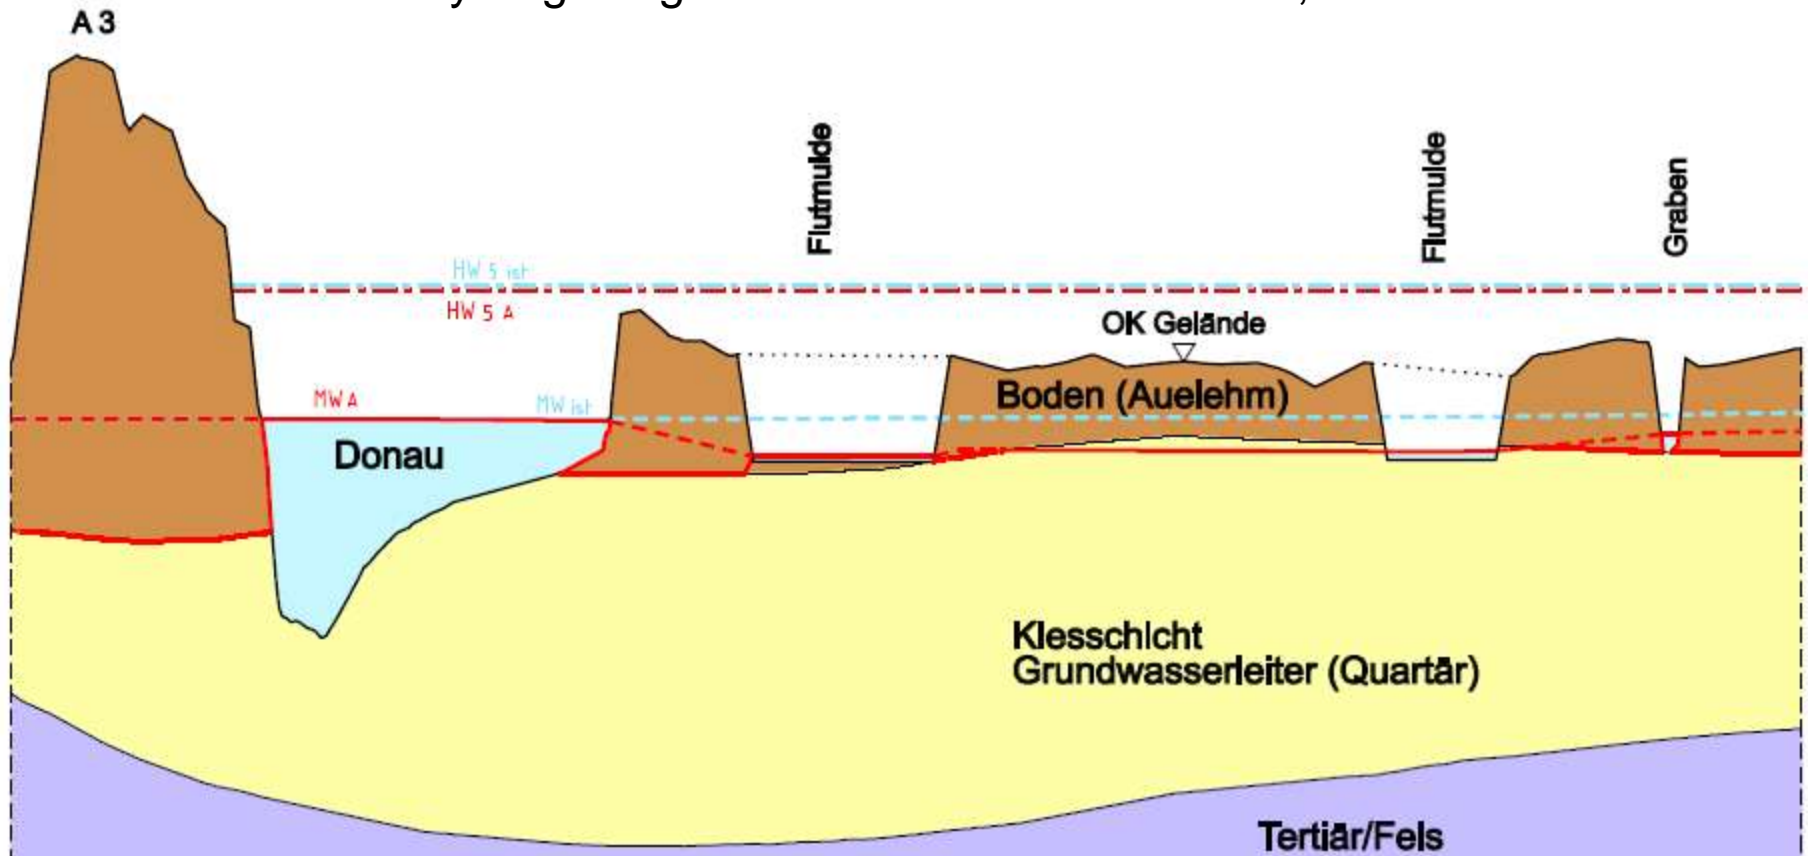 A 3
Flutmulde
Flutmulde
Graben
HW 5 ist
HW 5 A
OK Gelände
MW A
MW ist
Boden (Auelehm)
Donau
Kiesschicht
Grundwasserleiter (Quartär)
Tertiär/Fels